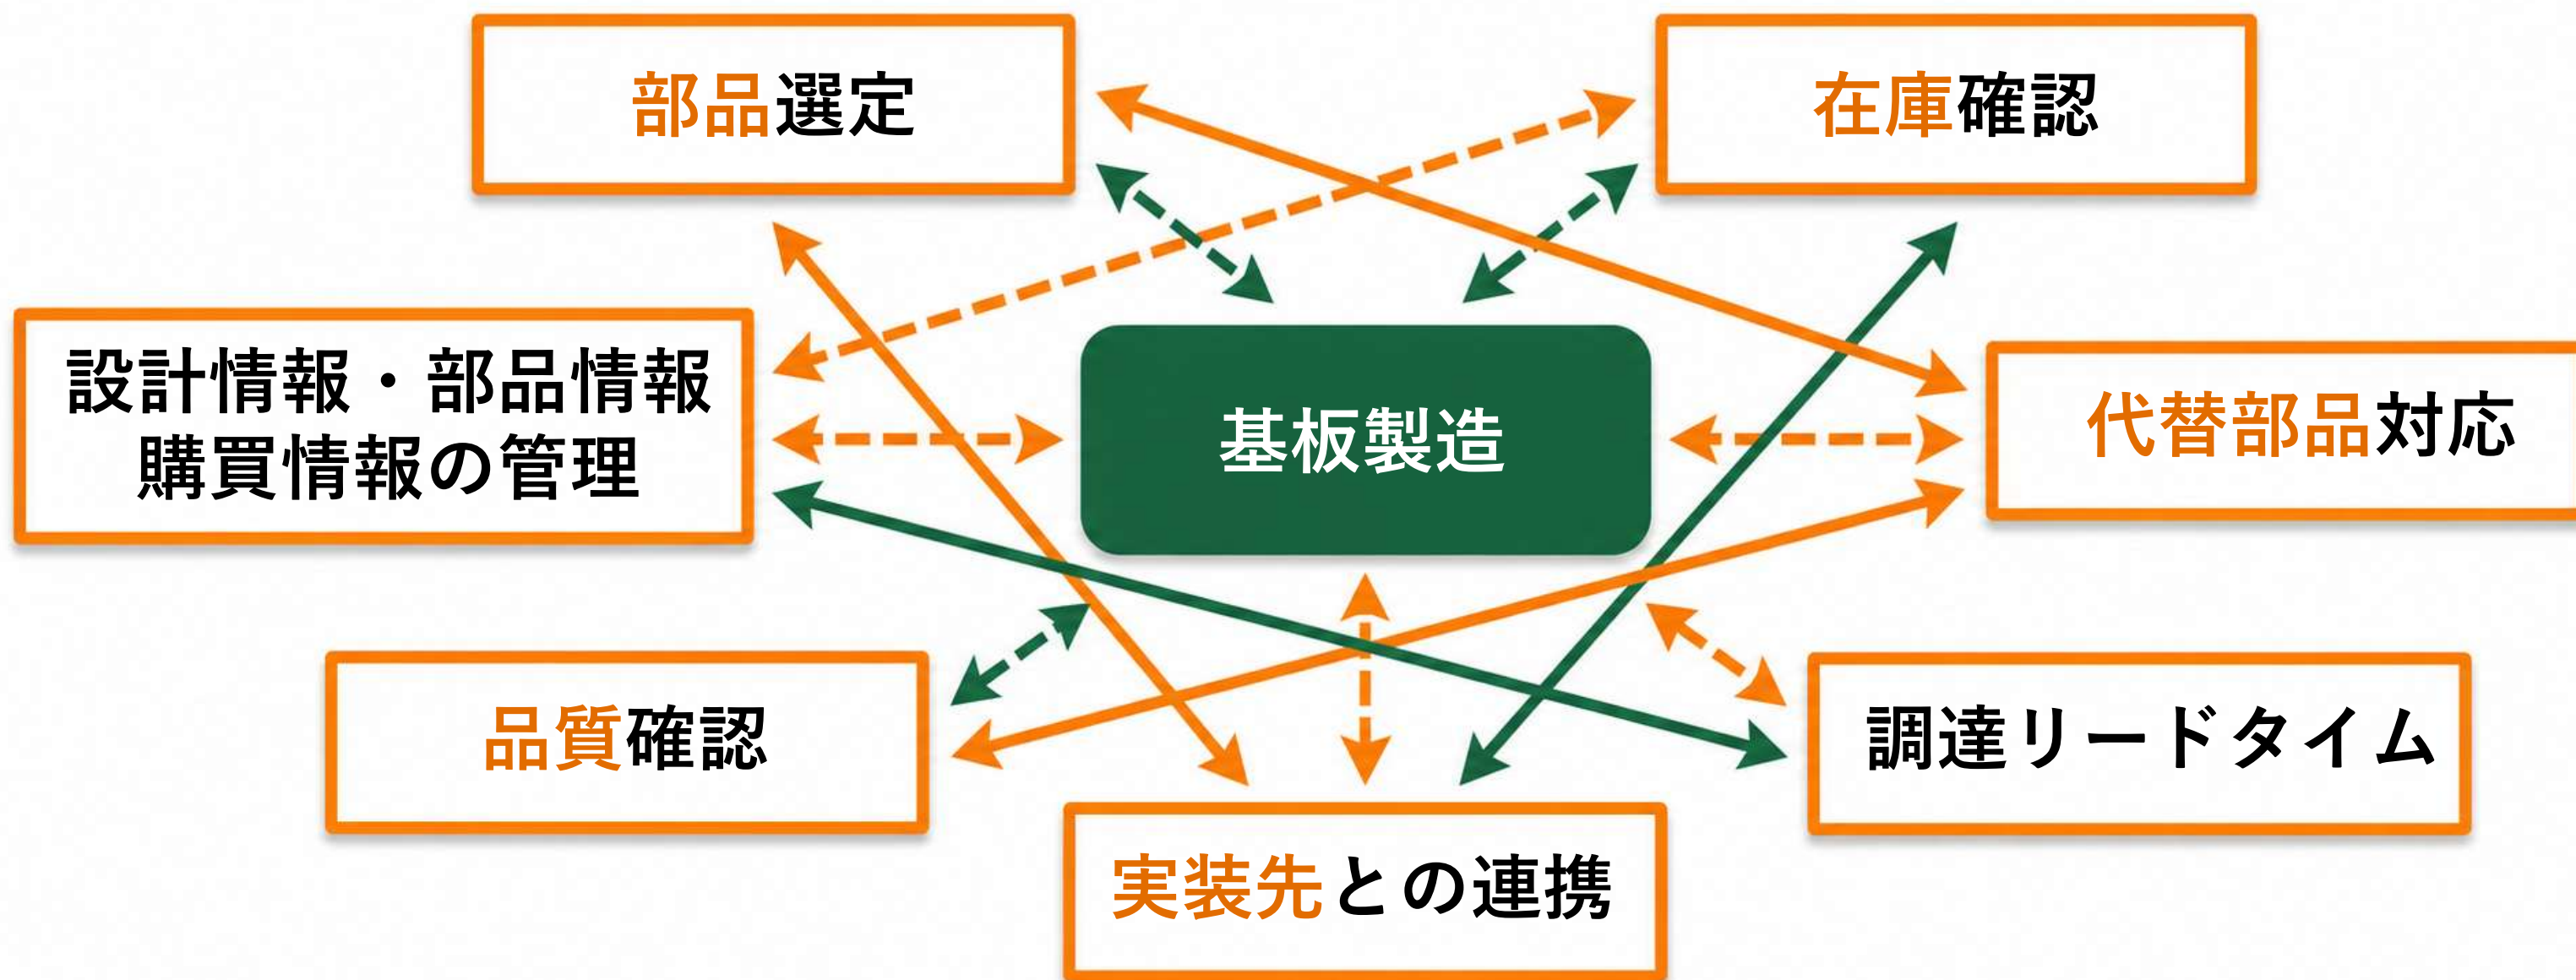 部品選定
在庫確認
設計情報・部品情報
購買情報の管理
基板製造
代替部品対応
品質確認
調達リードタイム
実装先との連携